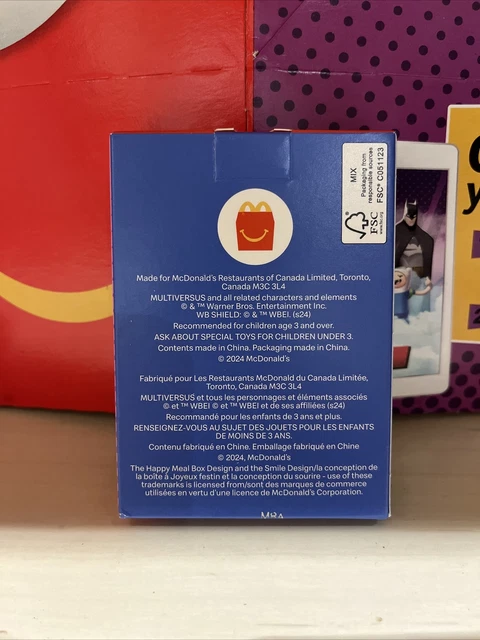 MIX
Packaging from
responsible sources
FSC® C051123
FSC
www.fsc.org
Made for McDonald's Restaurants of Canada Limited, Toronto,
Canada M3C 3L4
MULTIVERSUS and all related characters and elements
© & ™ Warner Bros. Entertainment Inc.
WB SHIELD: © & ™ WBEI. (s24)
Recommended for children age 3 and over.
ASK ABOUT SPECIAL TOYS FOR CHILDREN UNDER 3.
Contents made in China. Packaging made in China.
© 2024 McDonald's
Fabriqué pour Les Restaurants McDonald du Canada Limitée,
Toronto, Canada M3C 3L4
MULTIVERSUS et tous les personnages et éléments associés
© et ™ WBEI © et ™ WBEI et de ses affiliées (s24)
Recommandé pour les enfants de 3 ans et plus.
RENSEIGNEZ-VOUS AU SUJET DES JOUETS POUR LES ENFANTS
DE MOINS DE 3 ANS.
Contenu fabriqué en Chine. Emballage fabriqué en Chine
© 2024, McDonald's
The Happy Meal Box Design and the Smile Design/la conception de
la boîte à Joyeux festin et la conception du sourire - use of these
trademarks is licensed from/sont des marques de commerce
utilisées en vertu d'une licence de McDonald's Corporation.